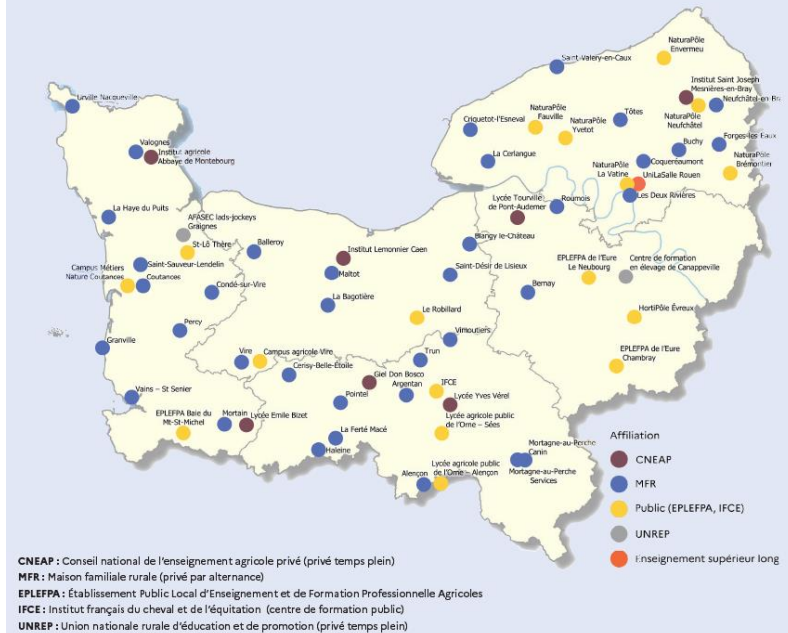 NaturaPôle
Envermeu
Saint-Valery-en-Caux
Institut Saint Joseph
Mesnières-en-Bray
Neufchâtel-en-Bra
NaturaPôle
Neufchâtel
Urville Nacqueville
NaturaPôle
Fauville
NaturaPôle
Yvetot
Tôtes
Criquetot-l'Esneval
Forges-les Eaux
Buchy
Valognes
Institut agricole
Abbaye de Montebourg
La Cerlangue
Coquereaumont
NaturaPôle
Brémontier
NaturaPôle
La Vatine
UniLaSalle Rouen
Les Deux Rivières
La Haye du Puits
Lycée Tourville
de Pont-Audemer
Roumois
AFASEC lads-jockeys
Graignes
St-Lô Thère
Balleroy
Institut Lemonnier Caen
Blangy le-Château
Campus Métiers
Nature Coutances
Saint-Sauveur-Lendelin
Coutances
Maltot
Saint-Désir de Lisieux
EPLEFPA de l'Eure
Le Neubourg
Centre de formation
en élevage de Canappeville
Condé-sur-Vire
La Bagotière
Bernay
Le Robillard
HortiPôle Évreux
Percy
Vimoutiers
Granville
Vire
Campus agricole-Vire
Trun
EPLEFPA de l'Eure
Chambray
Cerisy-Belle-Etoile
Giel Don Bosco
Argentan
IFCE
Vains – St Senier
Pointel
Lycée Yves Vérel
EPLEFPA Baie du
Mt-St-Michel
Mortain
Lycée Emile Bizet
Lycée agricole public
de l'Orne – Sées
La Ferté Macé
Haleine
Mortagne-au-Perche
Canin
Mortagne-au-Perche
Services
Alençon
Lycée agricole public
de l'Orne – Alençon
Affiliation
CNEAP
MFR
Public (EPLEFPA, IFCE)
UNREP
Enseignement supérieur long
CNEAP : Conseil national de l'enseignement agricole privé (privé temps plein)
MFR : Maison familiale rurale (privé par alternance)
EPLEFPA : Établissement Public Local d'Enseignement et de Formation Professionnelle Agricoles
IFCE : Institut français du cheval et de l'équitation (centre de formation public)
UNREP : Union nationale rurale d'éducation et de promotion (privé temps plein)